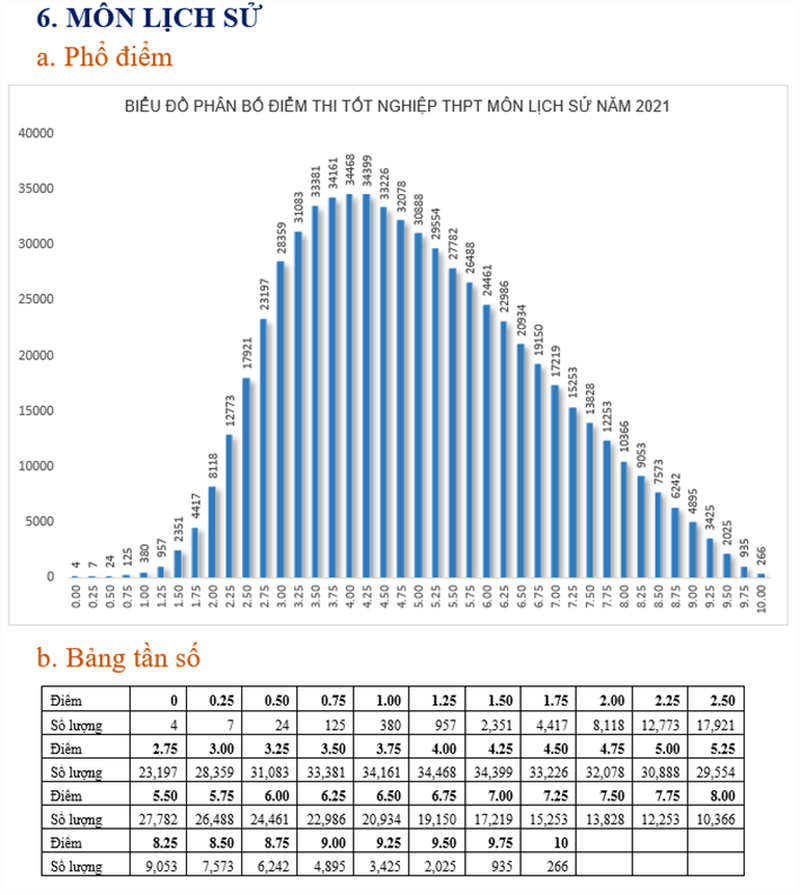 6. MÔN LỊCH SỬ
a. Phổ điểm
BIỂU ĐỒ PHÂN BỐ ĐIỂM THI TỐT NGHIỆP THPT MÔN LỊCH SỬ NĂM 2021
40000
35000
30000
25000
20000
15000
10000
5000
0
4 7 24 125 380 957 2351 4417 8118 12773 17921 23197 28359 31083 33381 34161 34468 34399 33226 32078 30888 29554 27782 26488 24461 22986 20934 19150 17219 15253 13828 12253 10366 9053 7573 6242 4895 3425 2025 935 266
0.00 0.25 0.50 0.75 1.00 1.25 1.50 1.75 2.00 2.25 2.50 2.75 3.00 3.25 3.50 3.75 4.00 4.25 4.50 4.75 5.00 5.25 5.50 5.75 6.00 6.25 6.50 6.75 7.00 7.25 7.50 7.75 8.00 8.25 8.50 8.75 9.00 9.25 9.50 9.75 10.00
b. Bảng tần số
Điểm 0 0.25 0.50 0.75 1.00 1.25 1.50 1.75 2.00 2.25 2.50
Số lượng 4 7 24 125 380 957 2,351 4,417 8,118 12,773 17,921
Điểm 2.75 3.00 3.25 3.50 3.75 4.00 4.25 4.50 4.75 5.00 5.25
Số lượng 23,197 28,359 31,083 33,381 34,161 34,468 34,399 33,226 32,078 30,888 29,554
Điểm 5.50 5.75 6.00 6.25 6.50 6.75 7.00 7.25 7.50 7.75 8.00
Số lượng 27,782 26,488 24,461 22,986 20,934 19,150 17,219 15,253 13,828 12,253 10,366
Điểm 8.25 8.50 8.75 9.00 9.25 9.50 9.75 10
Số lượng 9,053 7,573 6,242 4,895 3,425 2,025 935 266